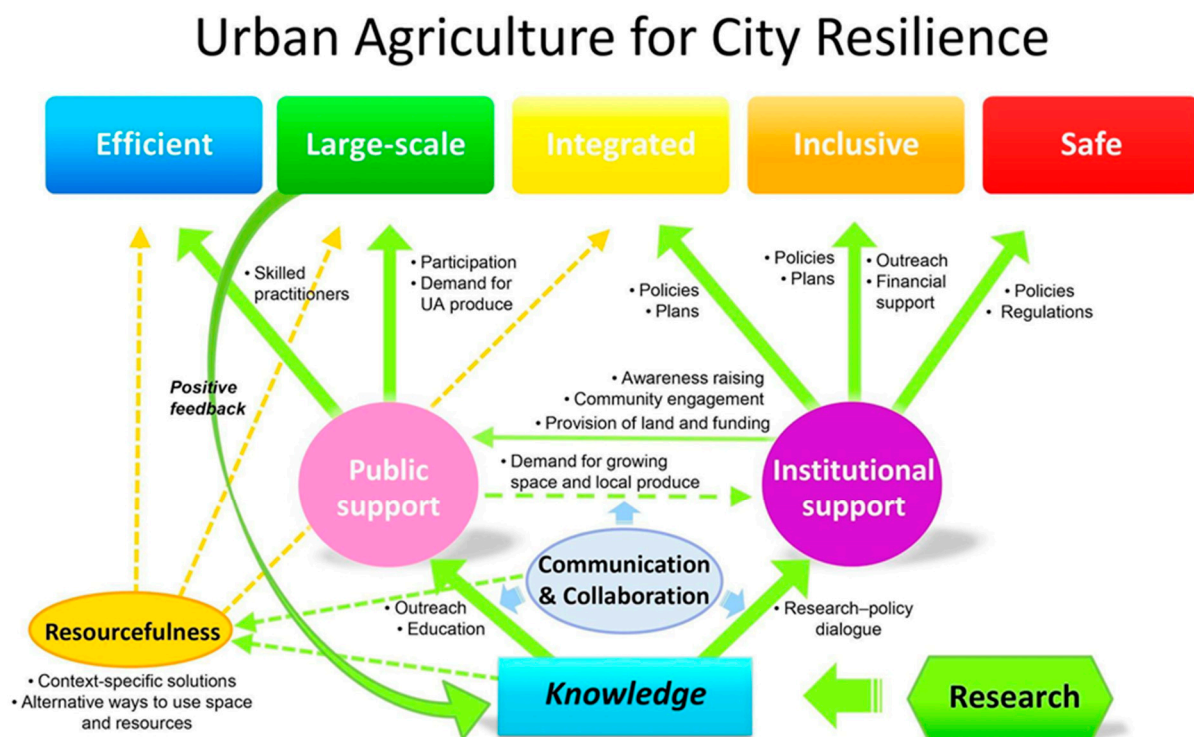 Urban Agriculture for City Resilience
Efficient
Large-scale
Integrated
Inclusive
Safe
• Skilled
practitioners
• Participation
• Demand for
UA produce
• Policies
• Plans
• Policies
• Plans
• Outreach
• Financial
support
• Policies
• Regulations
Positive
feedback
• Awareness raising
• Community engagement
• Provision of land and funding
Public
support
• Demand for growing
space and local produce
Institutional
support
Communication
& Collaboration
Resourcefulness
• Context-specific solutions
• Alternative ways to use space
and resources
• Outreach
• Education
• Research–policy
dialogue
Knowledge
Research